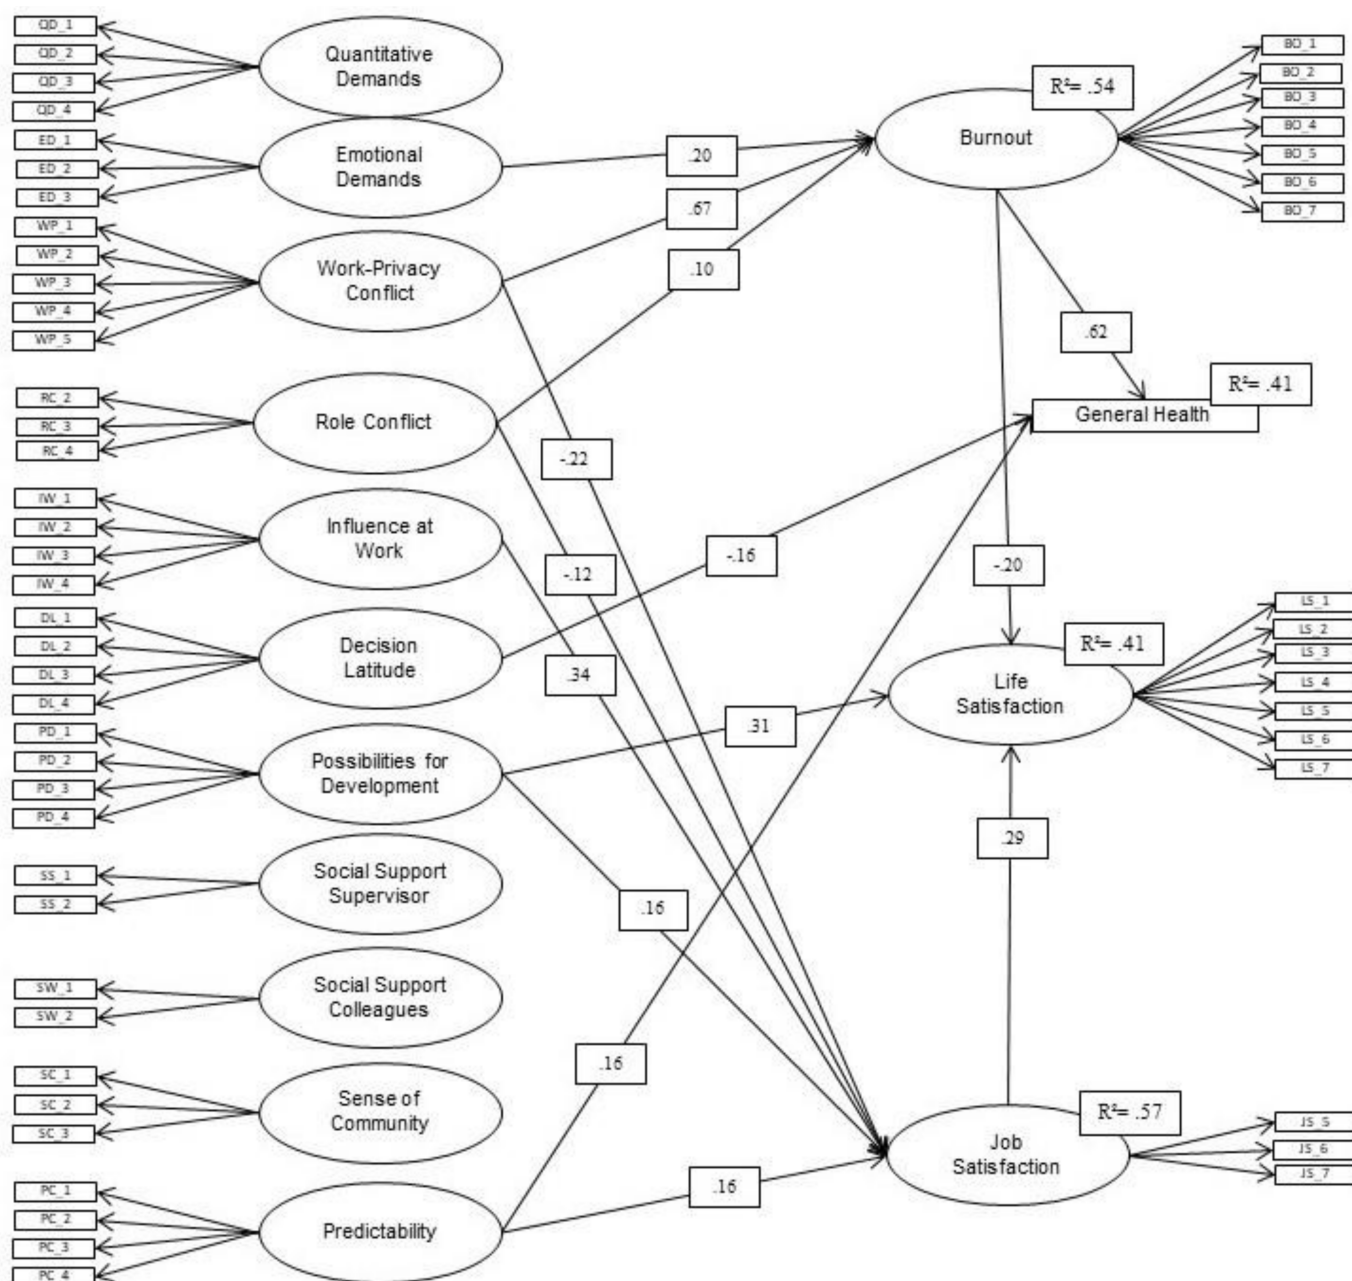 QD_1
QD_2
QD_3
QD_4
Quantitative
Demands
ED_1
ED_2
ED_3
Emotional
Demands
WP_1
WP_2
WP_3
WP_4
WP_5
Work-Privacy
Conflict
RC_2
RC_3
RC_4
Role Conflict
IW_1
IW_2
IW_3
IW_4
Influence at
Work
DL_1
DL_2
DL_3
DL_4
Decision
Latitude
PD_1
PD_2
PD_3
PD_4
Possibilities for
Development
SS_1
SS_2
Social Support
Supervisor
SW_1
SW_2
Social Support
Colleagues
SC_1
SC_2
SC_3
Sense of
Community
PC_1
PC_2
PC_3
PC_4
Predictability
.20
.67
.10
-.22
-.12
.34
-.16
.31
.16
.16
.16
R²= .54
Burnout
BO_1
BO_2
BO_3
BO_4
BO_5
BO_6
BO_7
.62
R²= .41
General Health
-.20
R²= .41
Life
Satisfaction
LS_1
LS_2
LS_3
LS_4
LS_5
LS_6
LS_7
.29
R²= .57
Job
Satisfaction
JS_5
JS_6
JS_7